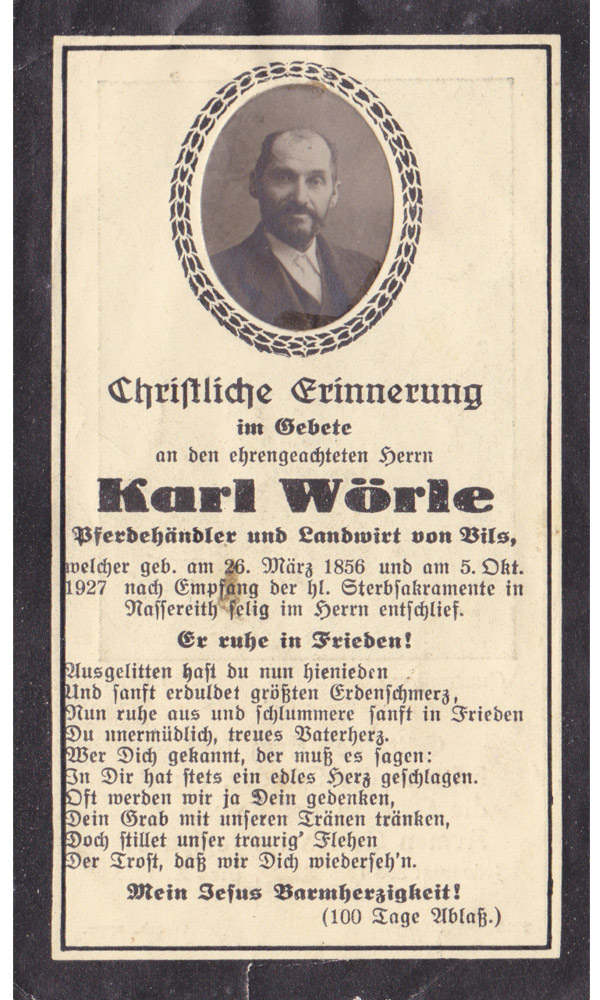 Christliche Erinnerung
im Gebete
an den ehrengeachteten Herrn
Karl Wörle
Pferdehändler und Landwirt von Vils,
welcher geb. am 26. März 1856 und am 5. Okt.
1927 nach Empfang der hl. Sterbsakramente in
Nassereith selig im Herrn entschlief.
Er ruhe in Frieden!
Ausgelitten hast du nun hienieden
Und sanft erduldet größten Erdenschmerz,
Nun ruhe aus und schlummere sanft in Frieden
Du unermüdlich, treues Vaterherz.
Wer Dich gekannt, der muß es sagen:
In Dir hat stets ein edles Herz geschlagen.
Oft werden wir ja Dein gedenken,
Dein Grab mit unseren Tränen tränken,
Doch stillet unser traurig' Flehen
Der Trost, daß wir Dich wiederseh'n.
Mein Jesus Barmherzigkeit!
(100 Tage Ablaß.)